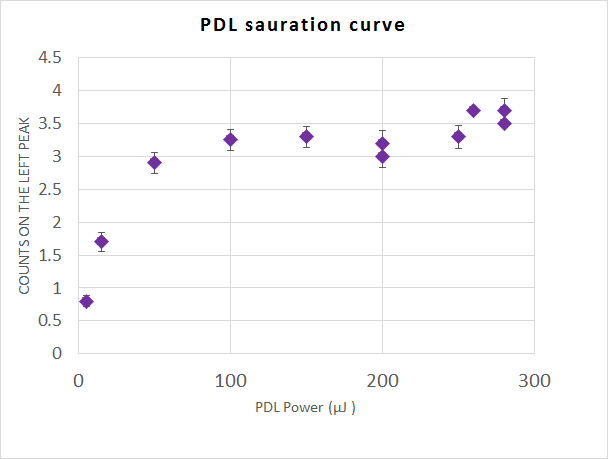 PDL sauration curve
4.5
4
3.5
3
2.5
2
1.5
1
0.5
0
COUNTS ON THE LEFT PEAK
0 100 200 300
PDL Power (µJ )